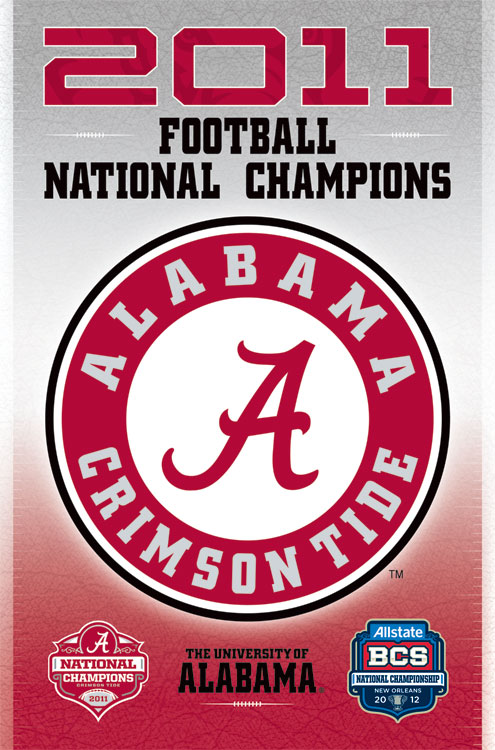 2011
FOOTBALL
NATIONAL CHAMPIONS
ALABAMA
A
CRIMSON TIDE
TM
A
NATIONAL
CHAMPIONS
CRIMSON TIDE
2011
THE UNIVERSITY OF
ALABAMA
Allstate
BCS
NATIONAL CHAMPIONSHIP
NEW ORLEANS
20 12